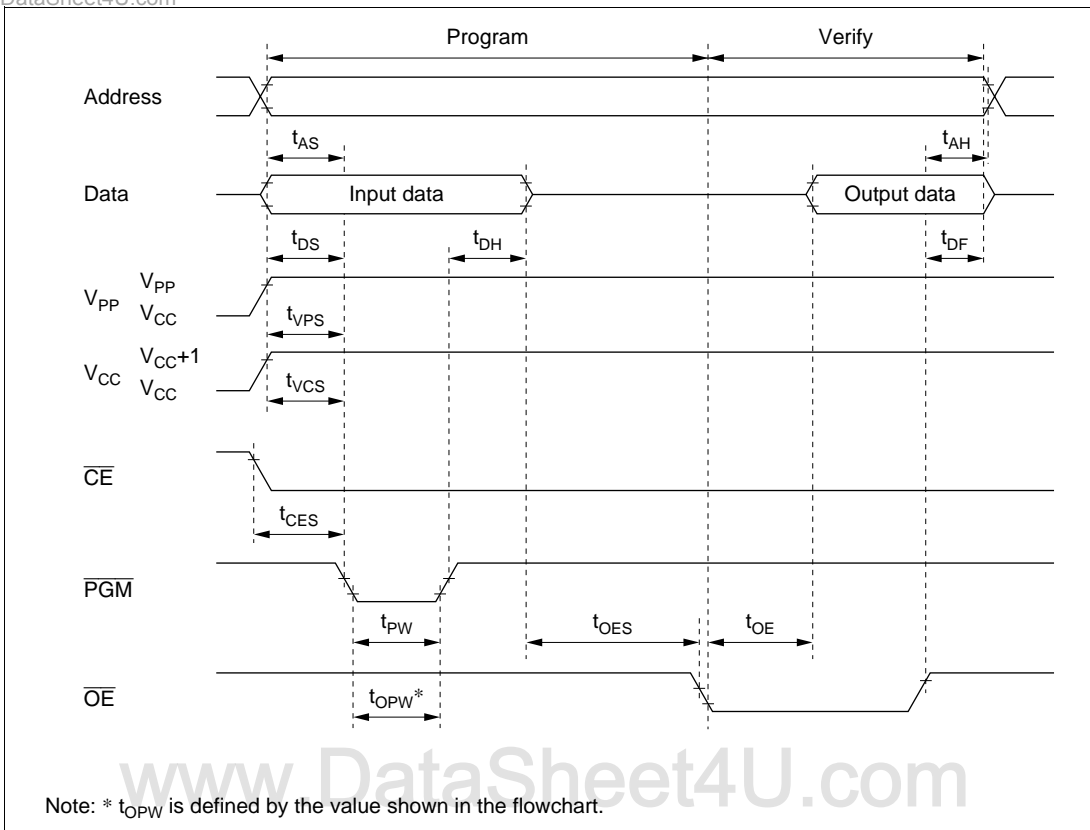 DataSheet4U.com
Program Verify
Address
tAS tAH
Data Input data Output data
tDS tDH tDF
VPP VPP
VCC
tVPS
VCC VCC+1
VCC
tVCS
CE
tCES
PGM
tPW tOES tOE
OE
tOPW*
www.DataSheet4U.com
Note: * tOPW is defined by the value shown in the flowchart.